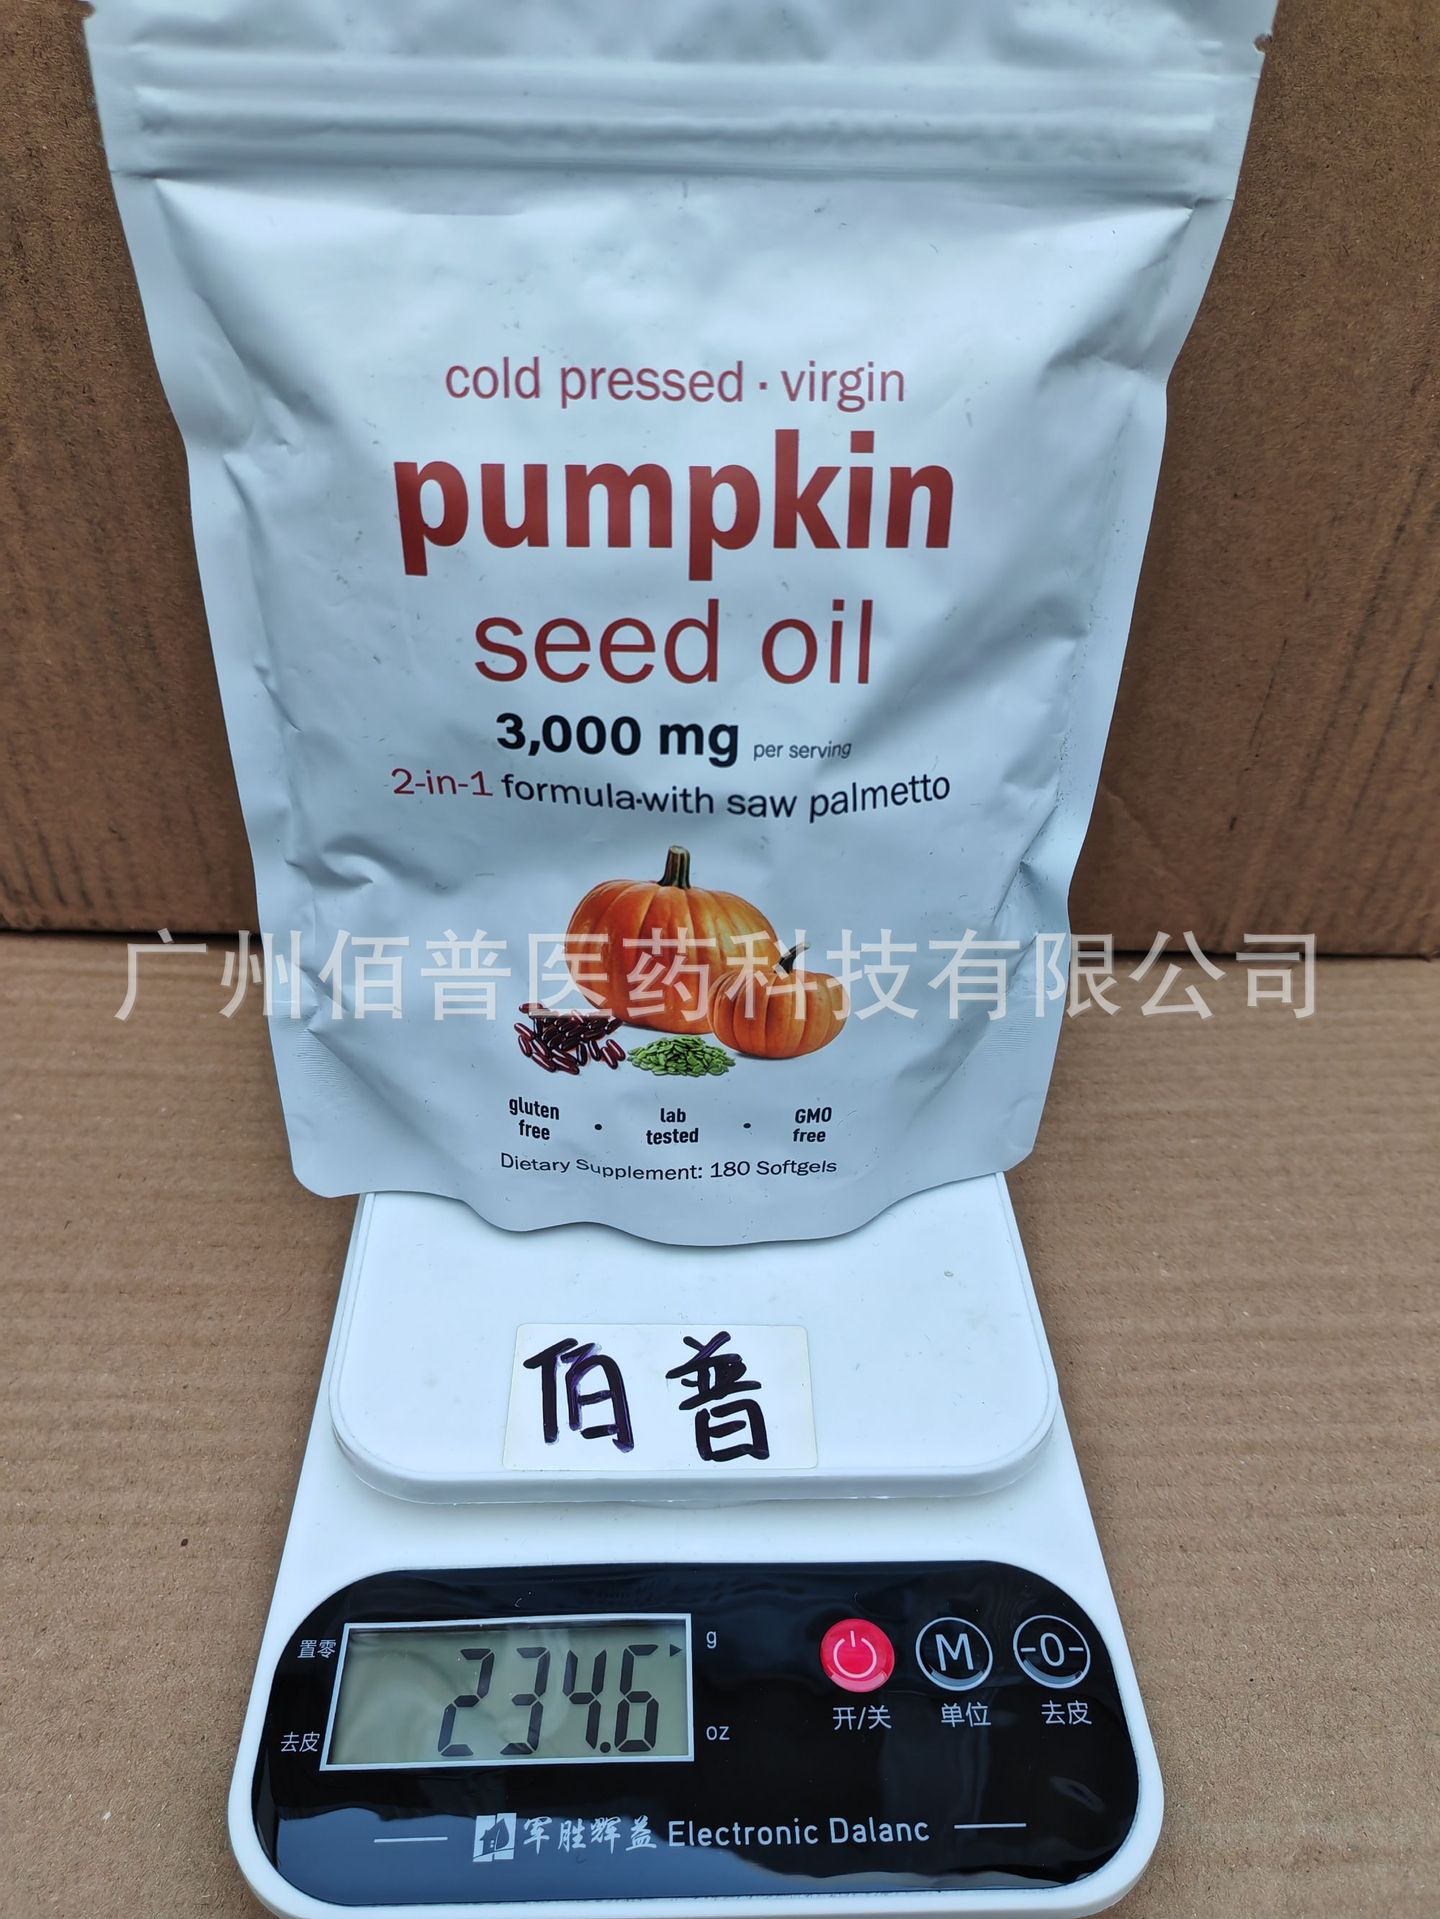 cold pressed · virgin
pumpkin
seed oil
3,000 mg per serving
2-in-1 formula·with saw palmetto
广州佰普医药科技有限公司
gluten free · lab tested · GMO free
Dietary Supplement: 180 Softgels
佰普
置零
234.6
g
去皮
oz
M
-0-
开/关
单位
去皮
军胜辉益 Electronic Dalanc